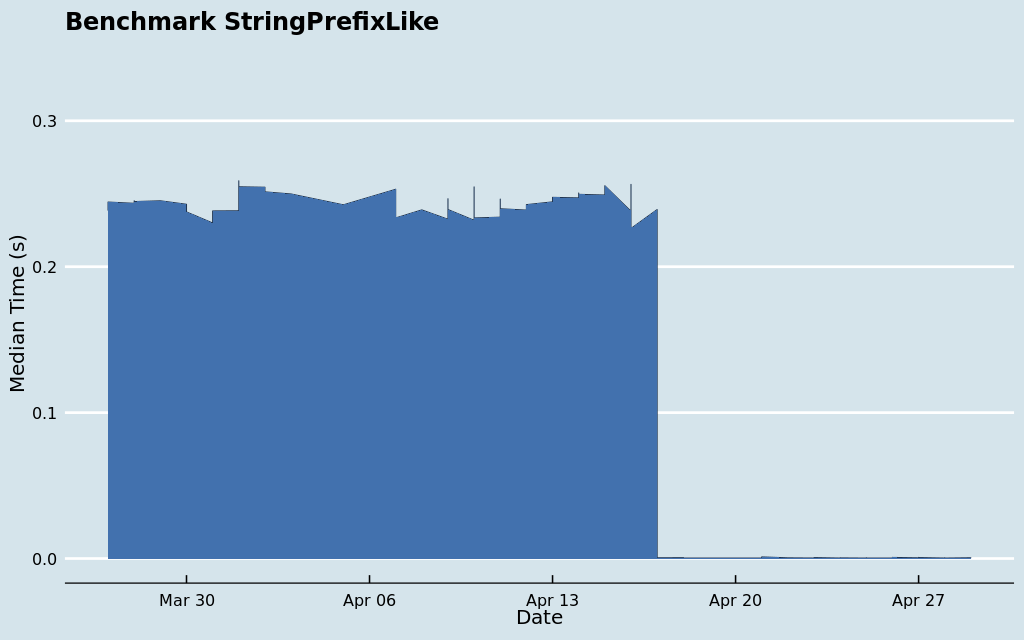 Benchmark StringPrefixLike
0.3
0.2
0.1
0.0
Median Time (s)
Mar 30
Apr 06
Apr 13
Apr 20
Apr 27
Date